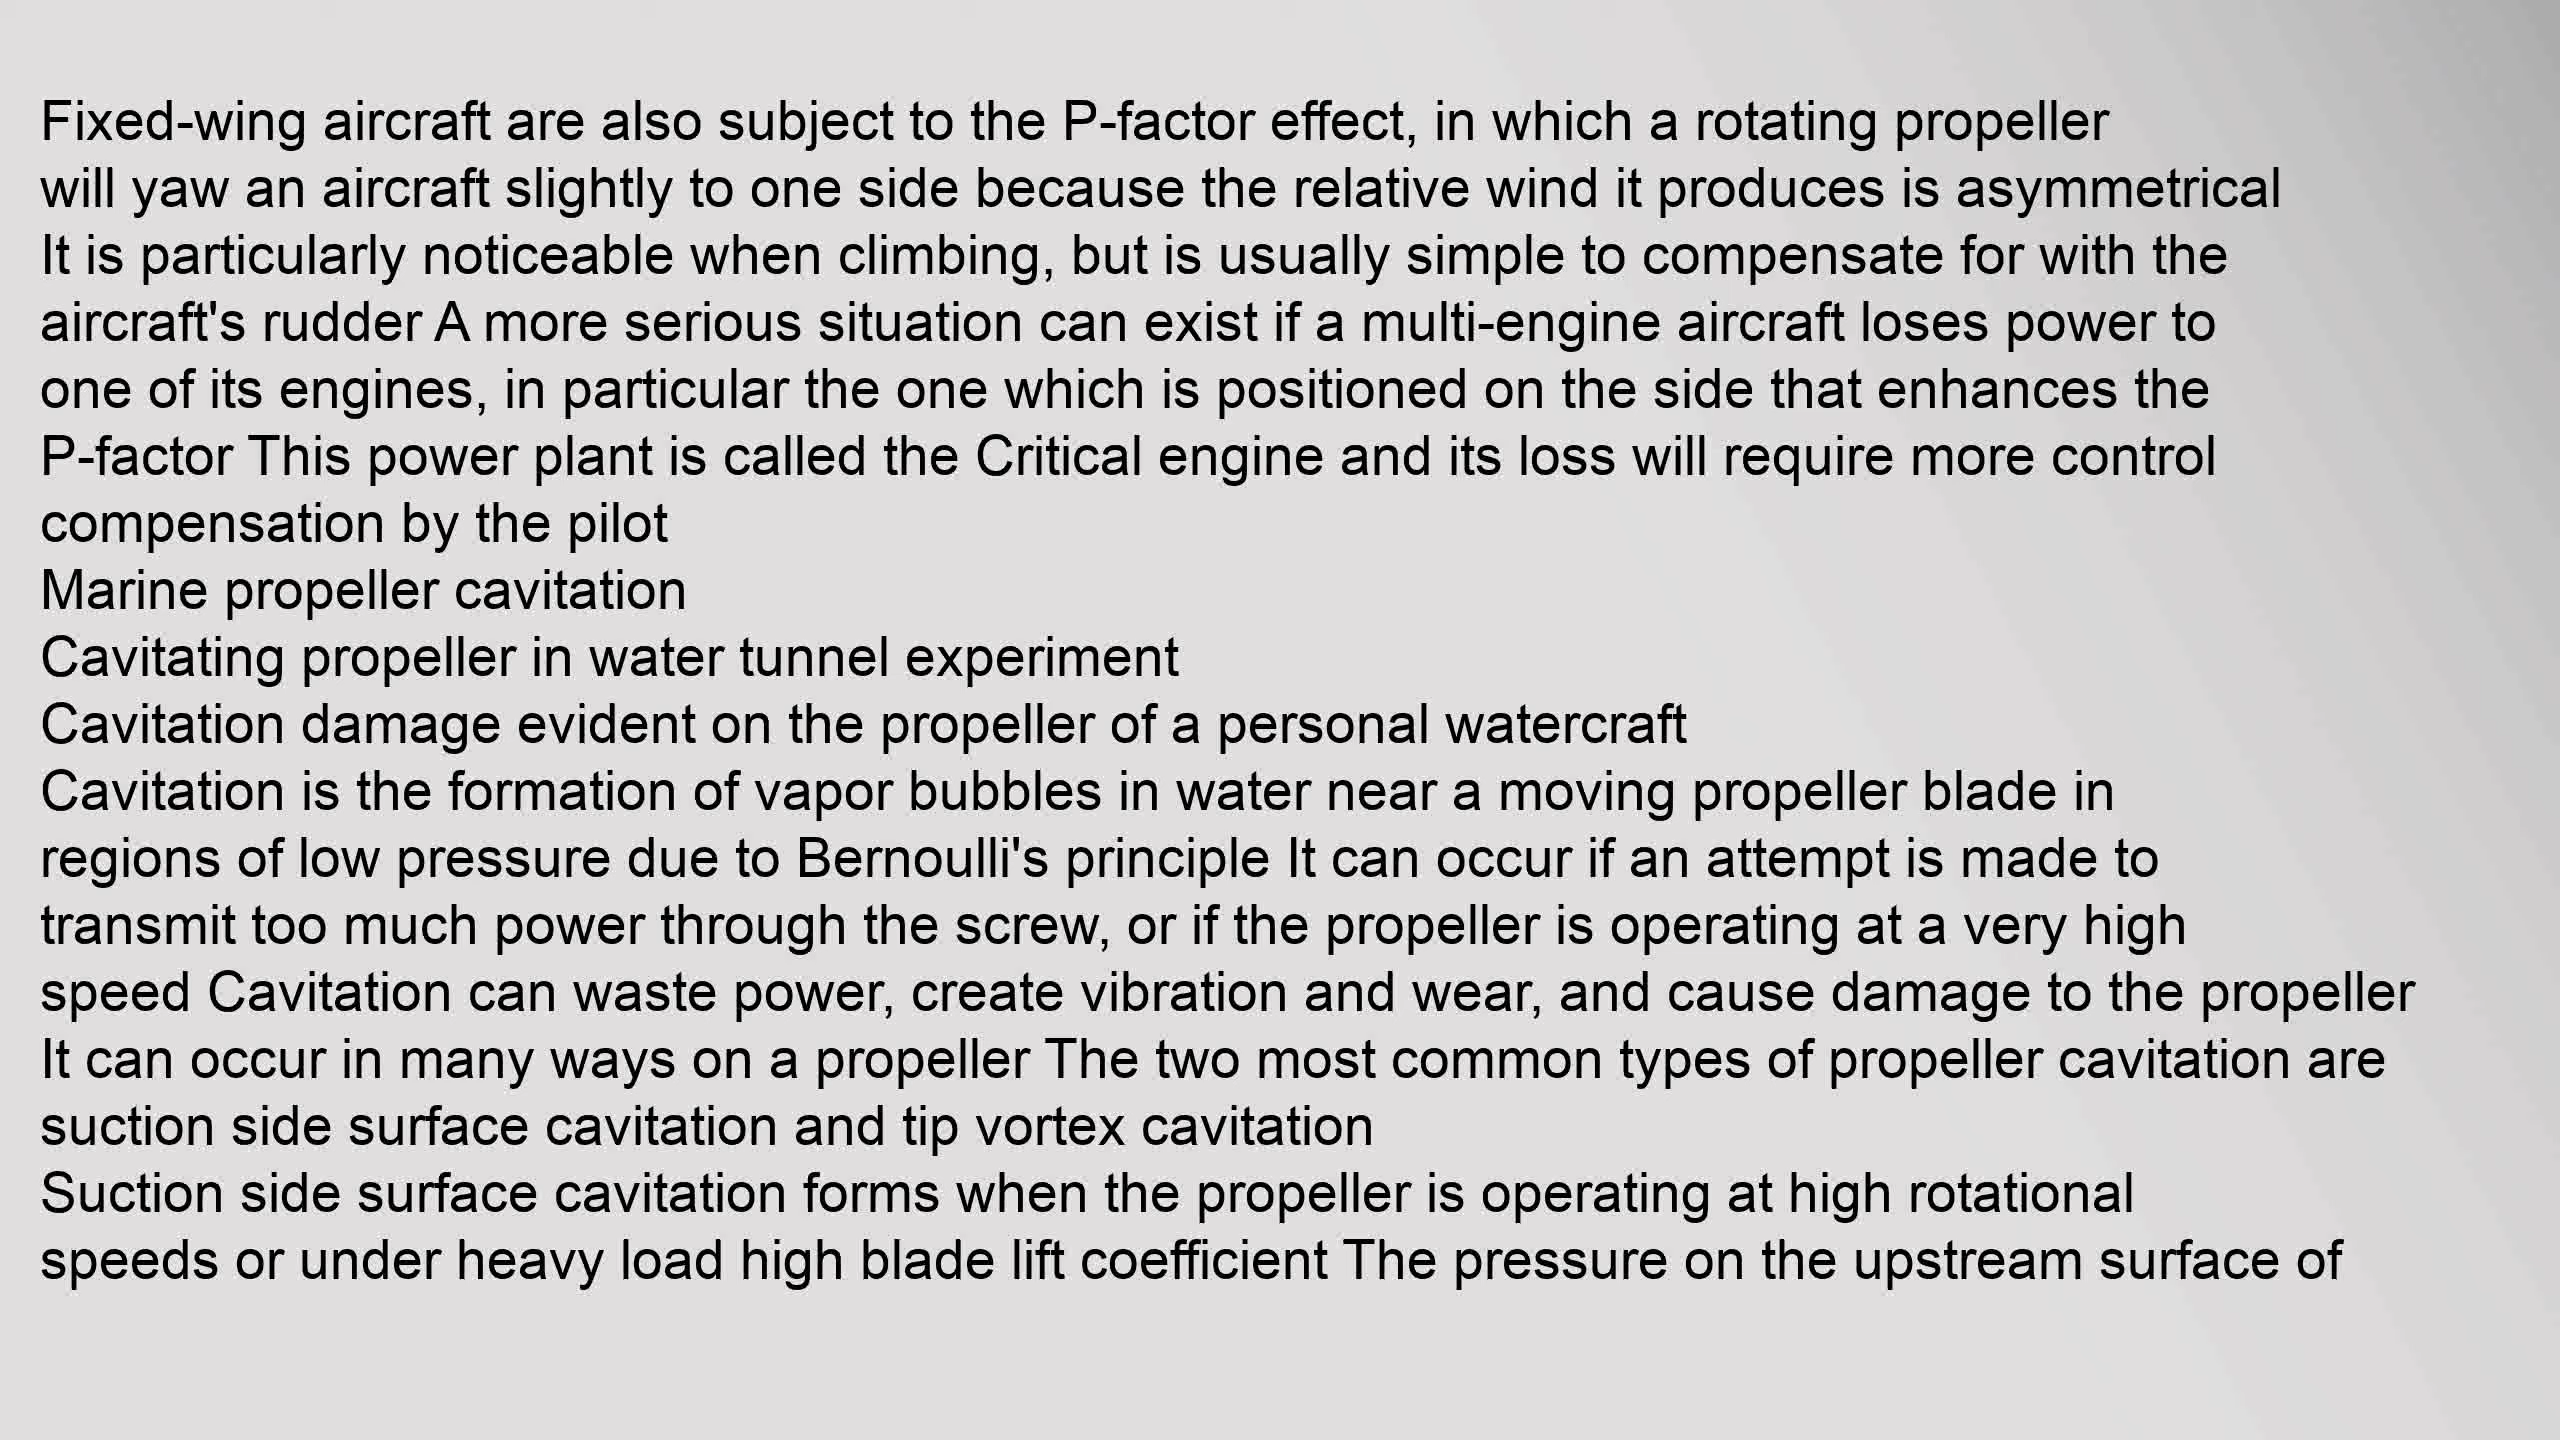 Fixed-wing aircraft are also subject to the P-factor effect, in which a rotating propeller
will yaw an aircraft slightly to one side because the relative wind it produces is asymmetrical
It is particularly noticeable when climbing, but is usually simple to compensate for with the
aircraft's rudder A more serious situation can exist if a multi-engine aircraft loses power to
one of its engines, in particular the one which is positioned on the side that enhances the
P-factor This power plant is called the Critical engine and its loss will require more control
compensation by the pilot
Marine propeller cavitation
Cavitating propeller in water tunnel experiment
Cavitation damage evident on the propeller of a personal watercraft
Cavitation is the formation of vapor bubbles in water near a moving propeller blade in
regions of low pressure due to Bernoulli's principle It can occur if an attempt is made to
transmit too much power through the screw, or if the propeller is operating at a very high
speed Cavitation can waste power, create vibration and wear, and cause damage to the propeller
It can occur in many ways on a propeller The two most common types of propeller cavitation are
suction side surface cavitation and tip vortex cavitation
Suction side surface cavitation forms when the propeller is operating at high rotational
speeds or under heavy load high blade lift coefficient The pressure on the upstream surface of